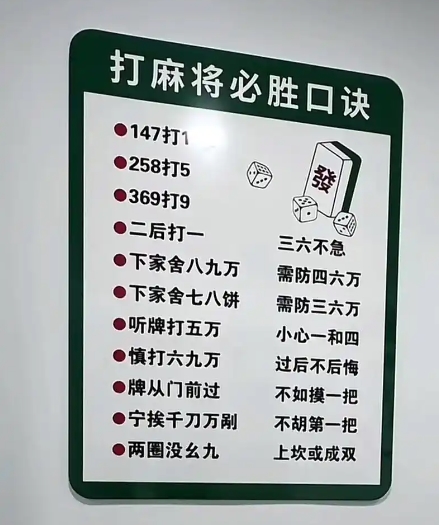 打麻将必胜口诀
發
147打1
258打5
369打9
二后打一 三六不急
下家舍八九万 需防四六万
下家舍七八饼 需防三六万
听牌打五万 小心一和四
慎打六九万 过后不后悔
牌从门前过 不如摸一把
宁挨千刀万剐 不胡第一把
两圈没幺九 上坎或成双